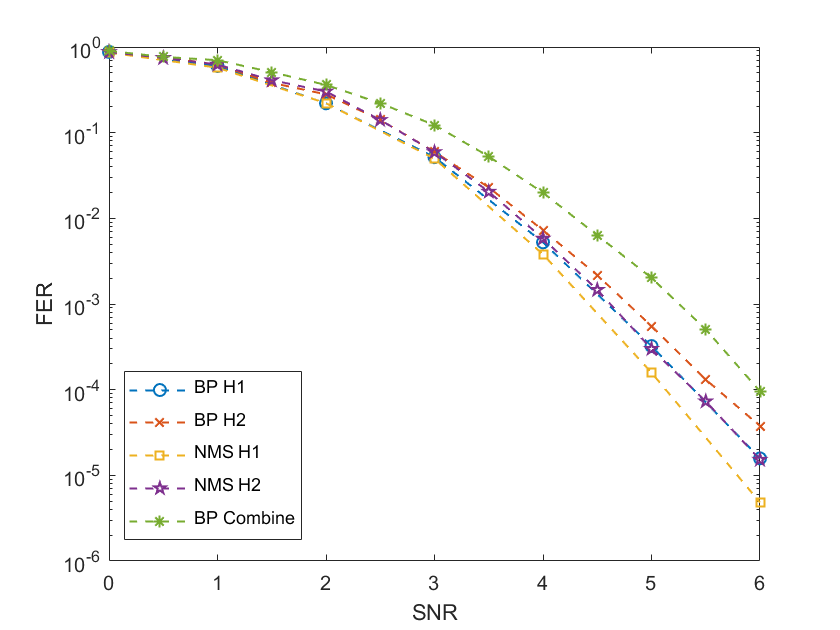 10^0
10^-1
10^-2
10^-3
10^-4
10^-5
10^-6
FER
BP H1
BP H2
NMS H1
NMS H2
BP Combine
0 1 2 3 4 5 6
SNR